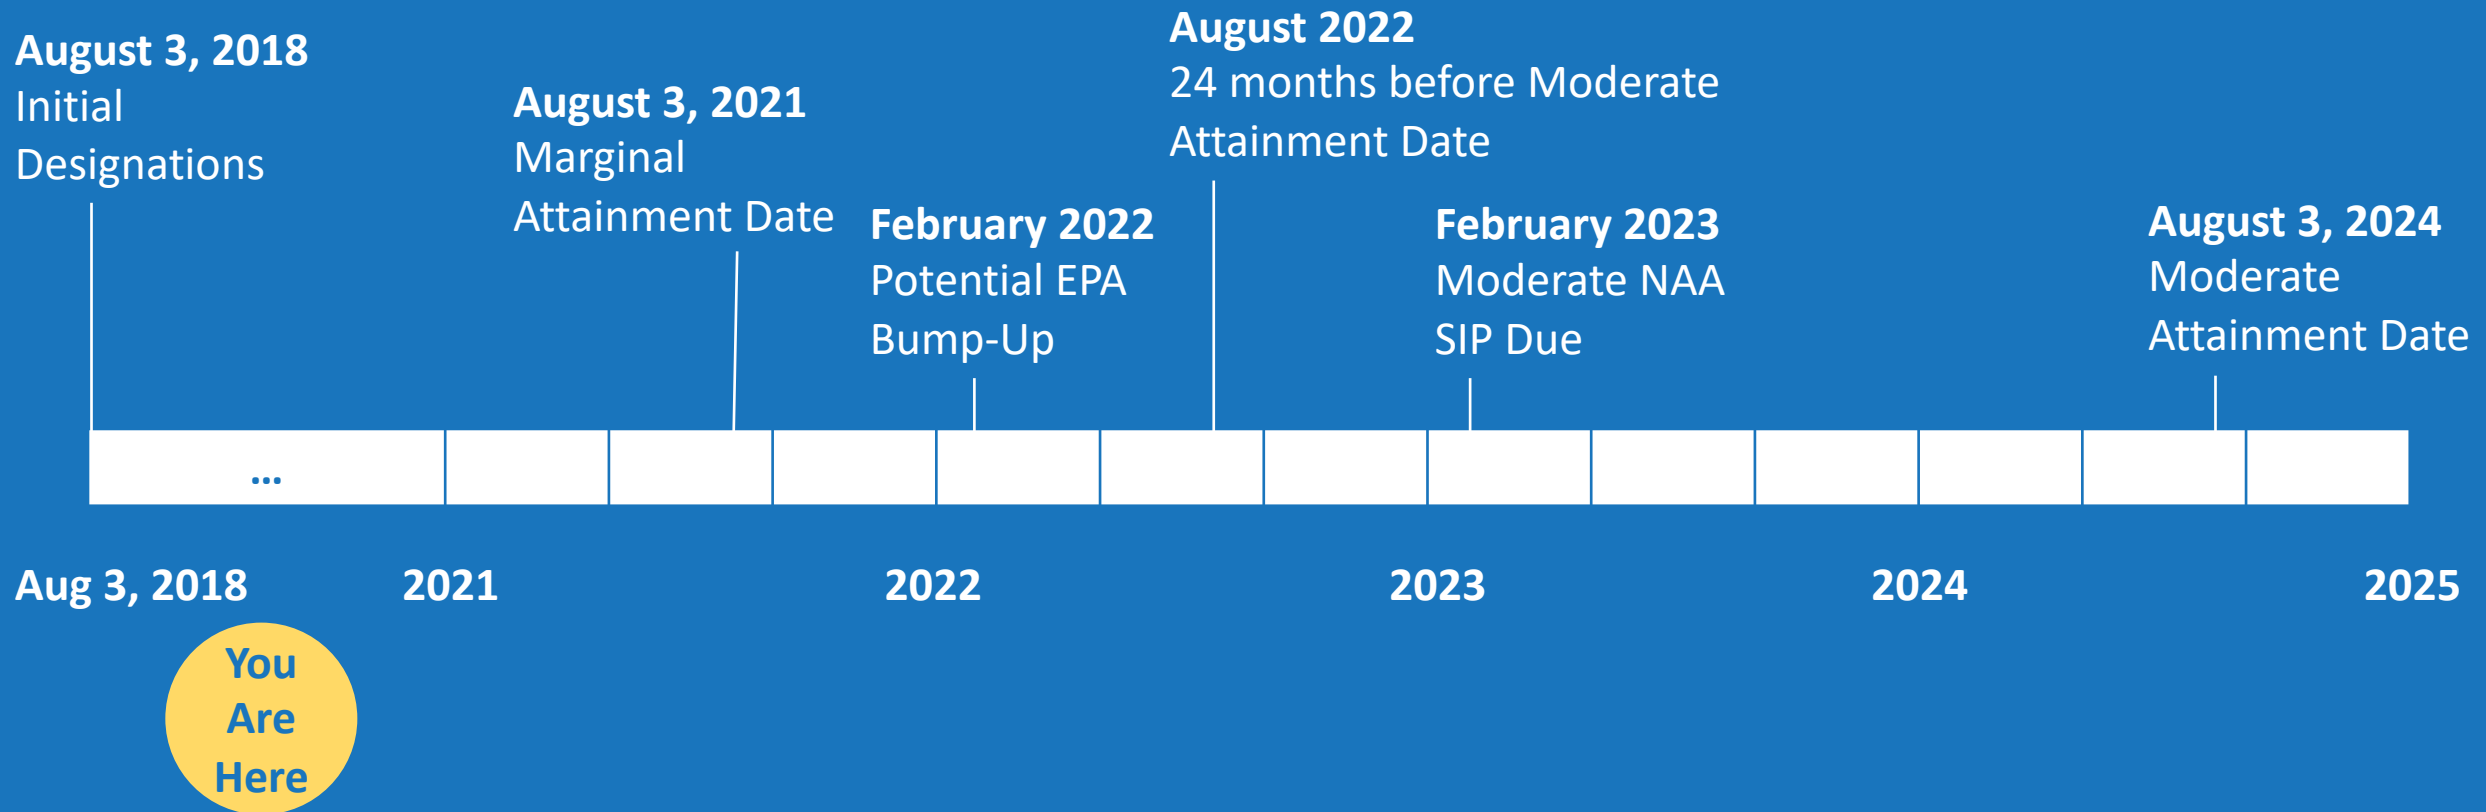 August 3, 2018
Initial
Designations
August 3, 2021
Marginal
Attainment Date
February 2022
Potential EPA
Bump-Up
August 2022
24 months before Moderate
Attainment Date
February 2023
Moderate NAA
SIP Due
August 3, 2024
Moderate
Attainment Date
...
Aug 3, 2018
2021
2022
2023
2024
2025
You
Are
Here